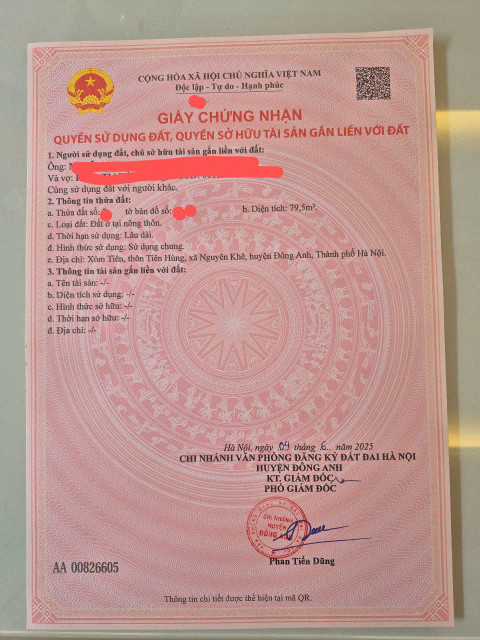 CỘNG HÒA XÃ HỘI CHỦ NGHĨA VIỆT NAM
Độc lập - Tự do - Hạnh phúc
GIẤY CHỨNG NHẬN
QUYỀN SỬ DỤNG ĐẤT, QUYỀN SỞ HỮU TÀI SẢN GẮN LIỀN VỚI ĐẤT
1. Người sử dụng đất, chủ sở hữu tài sản gắn liền với đất:
Ông:
Và vợ:
Cùng sử dụng đất với người khác.
2. Thông tin thửa đất:
a. Thửa đất số: tờ bản đồ số: b. Diện tích: 79,5m².
c. Loại đất: Đất ở tại nông thôn.
d. Thời hạn sử dụng: Lâu dài.
đ. Hình thức sử dụng: Sử dụng chung.
e. Địa chỉ: Xóm Tiên, thôn Tiên Hùng, xã Nguyên Khê, huyện Đông Anh, Thành phố Hà Nội.
3. Thông tin tài sản gắn liền với đất:
a. Tên tài sản: -/-
b. Diện tích sử dụng: -/-
c. Hình thức sở hữu: -/-
d. Thời hạn sở hữu: -/-
đ. Địa chỉ: -/-
Hà Nội, ngày 04 tháng 6.. năm 2025
CHI NHÁNH VĂN PHÒNG ĐĂNG KÝ ĐẤT ĐAI HÀ NỘI
HUYỆN ĐÔNG ANH
KT. GIÁM ĐỐC
PHÓ GIÁM ĐỐC
CHI NHÁNH
HUYỆN
ĐÔNG ANH
Phan Tiến Dũng
AA 00826605
Thông tin chi tiết được thể hiện tại mã QR.